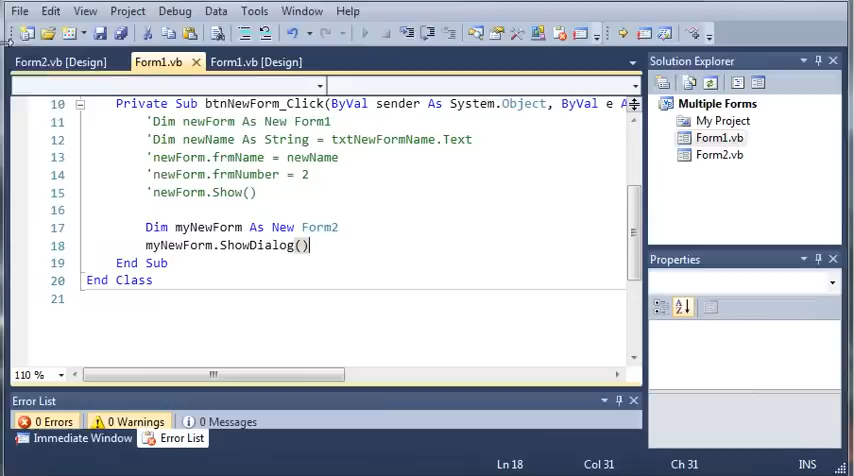 File Edit View Project Debug Data Tools Window Help
Form2.vb [Design] Form1.vb Form1.vb [Design]
Solution Explorer
10 Private Sub btnNewForm_Click(ByVal sender As System.Object, ByVal e A
11 'Dim newForm As New Form1
12 'Dim newName As String = txtNewFormName.Text
13 'newForm.frmName = newName
14 'newForm.frmNumber = 2
15 'newForm.Show()
16
17 Dim myNewForm As New Form2
18 myNewForm.ShowDialog()
19 End Sub
20 End Class
21
Multiple Forms
My Project
Form1.vb
Form2.vb
Properties
110 %
Error List
0 Errors 0 Warnings 0 Messages
Immediate Window Error List
Ln 18 Col 31 Ch 31 INS